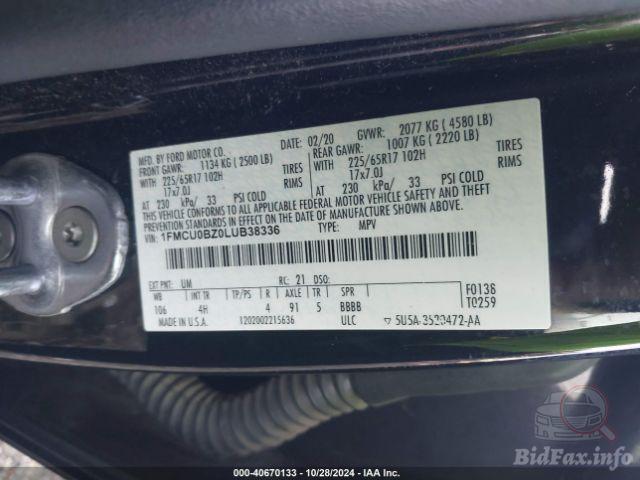 MFD. BY FORD MOTOR CO.
DATE: 02/20 GVWR: 2077 KG ( 4580 LB)
FRONT GAWR: 1134 KG ( 2500 LB) REAR GAWR: 1007 KG ( 2220 LB)
WITH 225/65R17 102H TIRES WITH 225/65R17 102H TIRES
17x7.0J RIMS 17x7.0J RIMS
AT 230 kPa/ 33 PSI COLD AT 230 kPa/ 33 PSI COLD
THIS VEHICLE CONFORMS TO ALL APPLICABLE FEDERAL MOTOR VEHICLE SAFETY AND THEFT
PREVENTION STANDARDS IN EFFECT ON THE DATE OF MANUFACTURE SHOWN ABOVE.
VIN: 1FMCU0BZ0LUB38336 TYPE: MPV
EXT PNT: UM RC: 21 DSO: F0138
T0259
INT TR TP/PS R AXLE TR SPR
106 4H 4 91 5 BBBB
MADE IN U.S.A. 1202002215636 ULC 5U5A-3520472-AA
BidFax.info
000-40670133 - 10/28/2024 - IAA Inc.